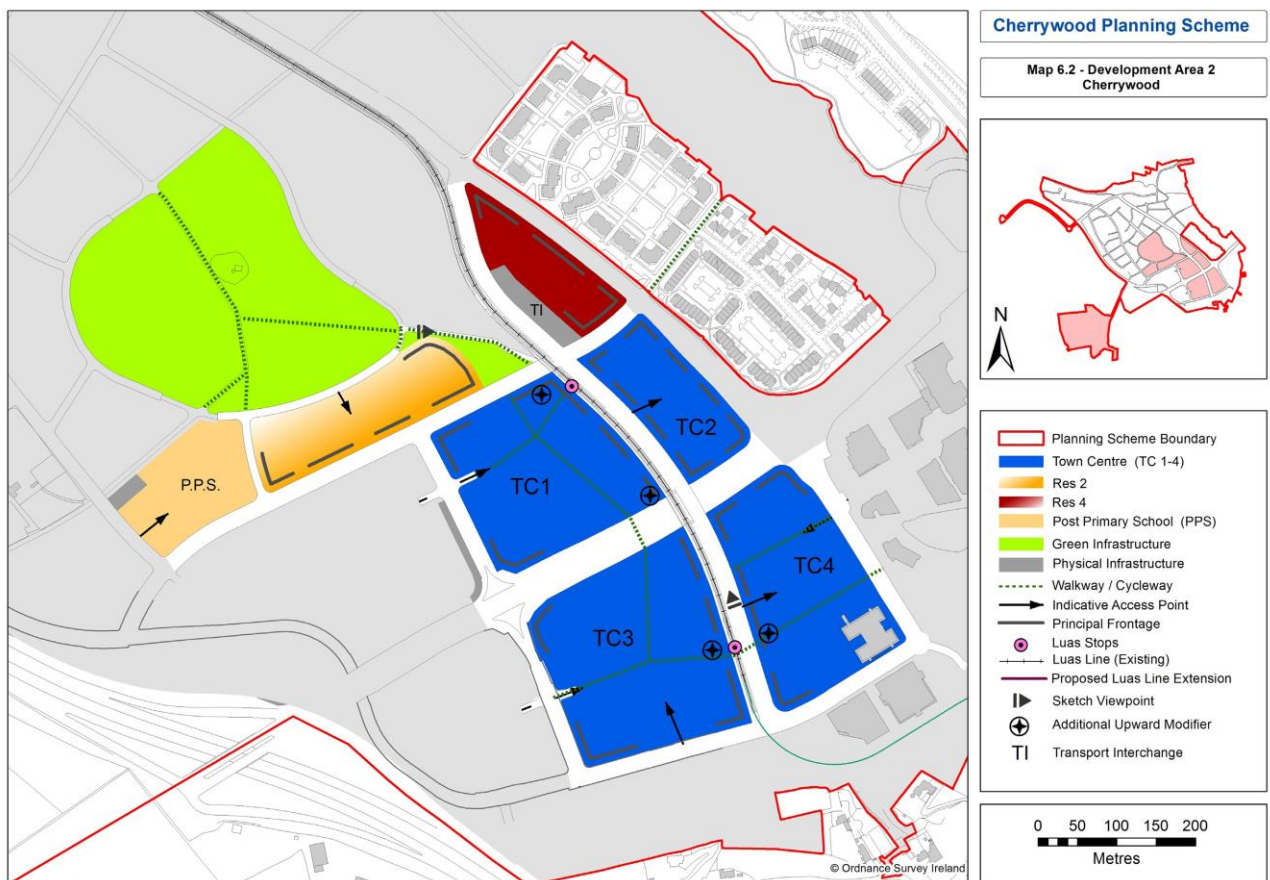 Cherrywood Planning Scheme
Map 6.2 - Development Area 2
Cherrywood
N
TI
TC2
P.P.S.
TC1
TC4
TC3
Planning Scheme Boundary
Town Centre (TC 1-4)
Res 2
Res 4
Post Primary School (PPS)
Green Infrastructure
Physical Infrastructure
Walkway / Cycleway
Indicative Access Point
Principal Frontage
Luas Stops
Luas Line (Existing)
Proposed Luas Line Extension
Sketch Viewpoint
Additional Upward Modifier
TI Transport Interchange
0 50 100 150 200
Metres
© Ordnance Survey Ireland